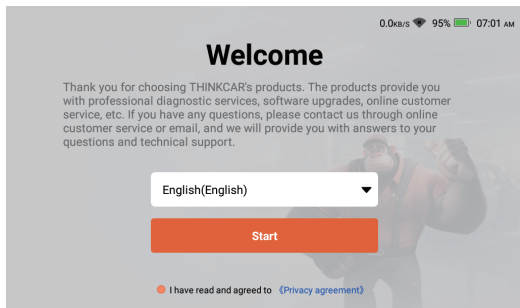 0.0KB/S 95% 07:01 AM
Welcome
Thank you for choosing THINKCAR's products. The products provide you
with professional diagnostic services, software upgrades, online customer
service, etc. If you have any questions, please contact us through online
customer service or email, and we will provide you with answers to your
questions and technical support.
English(English)
Start
I have read and agreed to 《Privacy agreement》